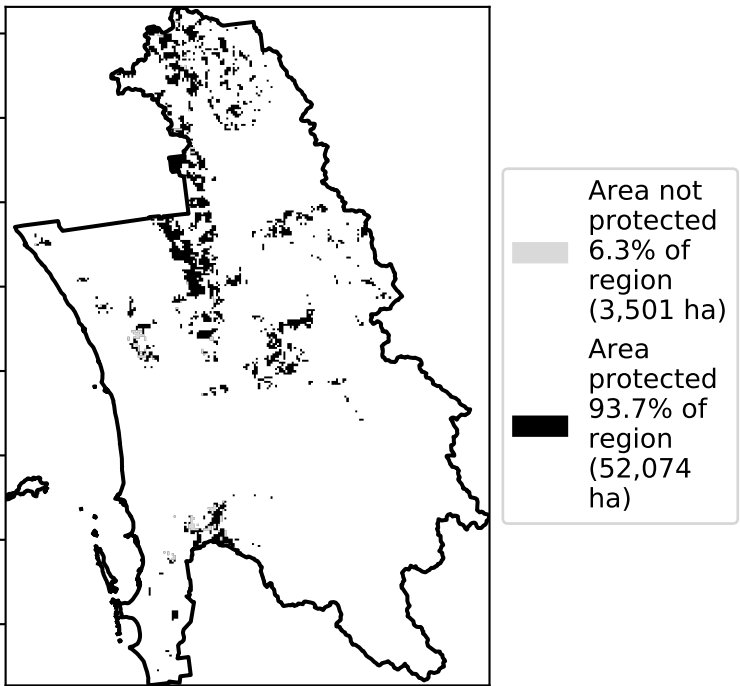 Area not
protected
6.3% of
region
(3,501 ha)
Area
protected
93.7% of
region
(52,074
ha)